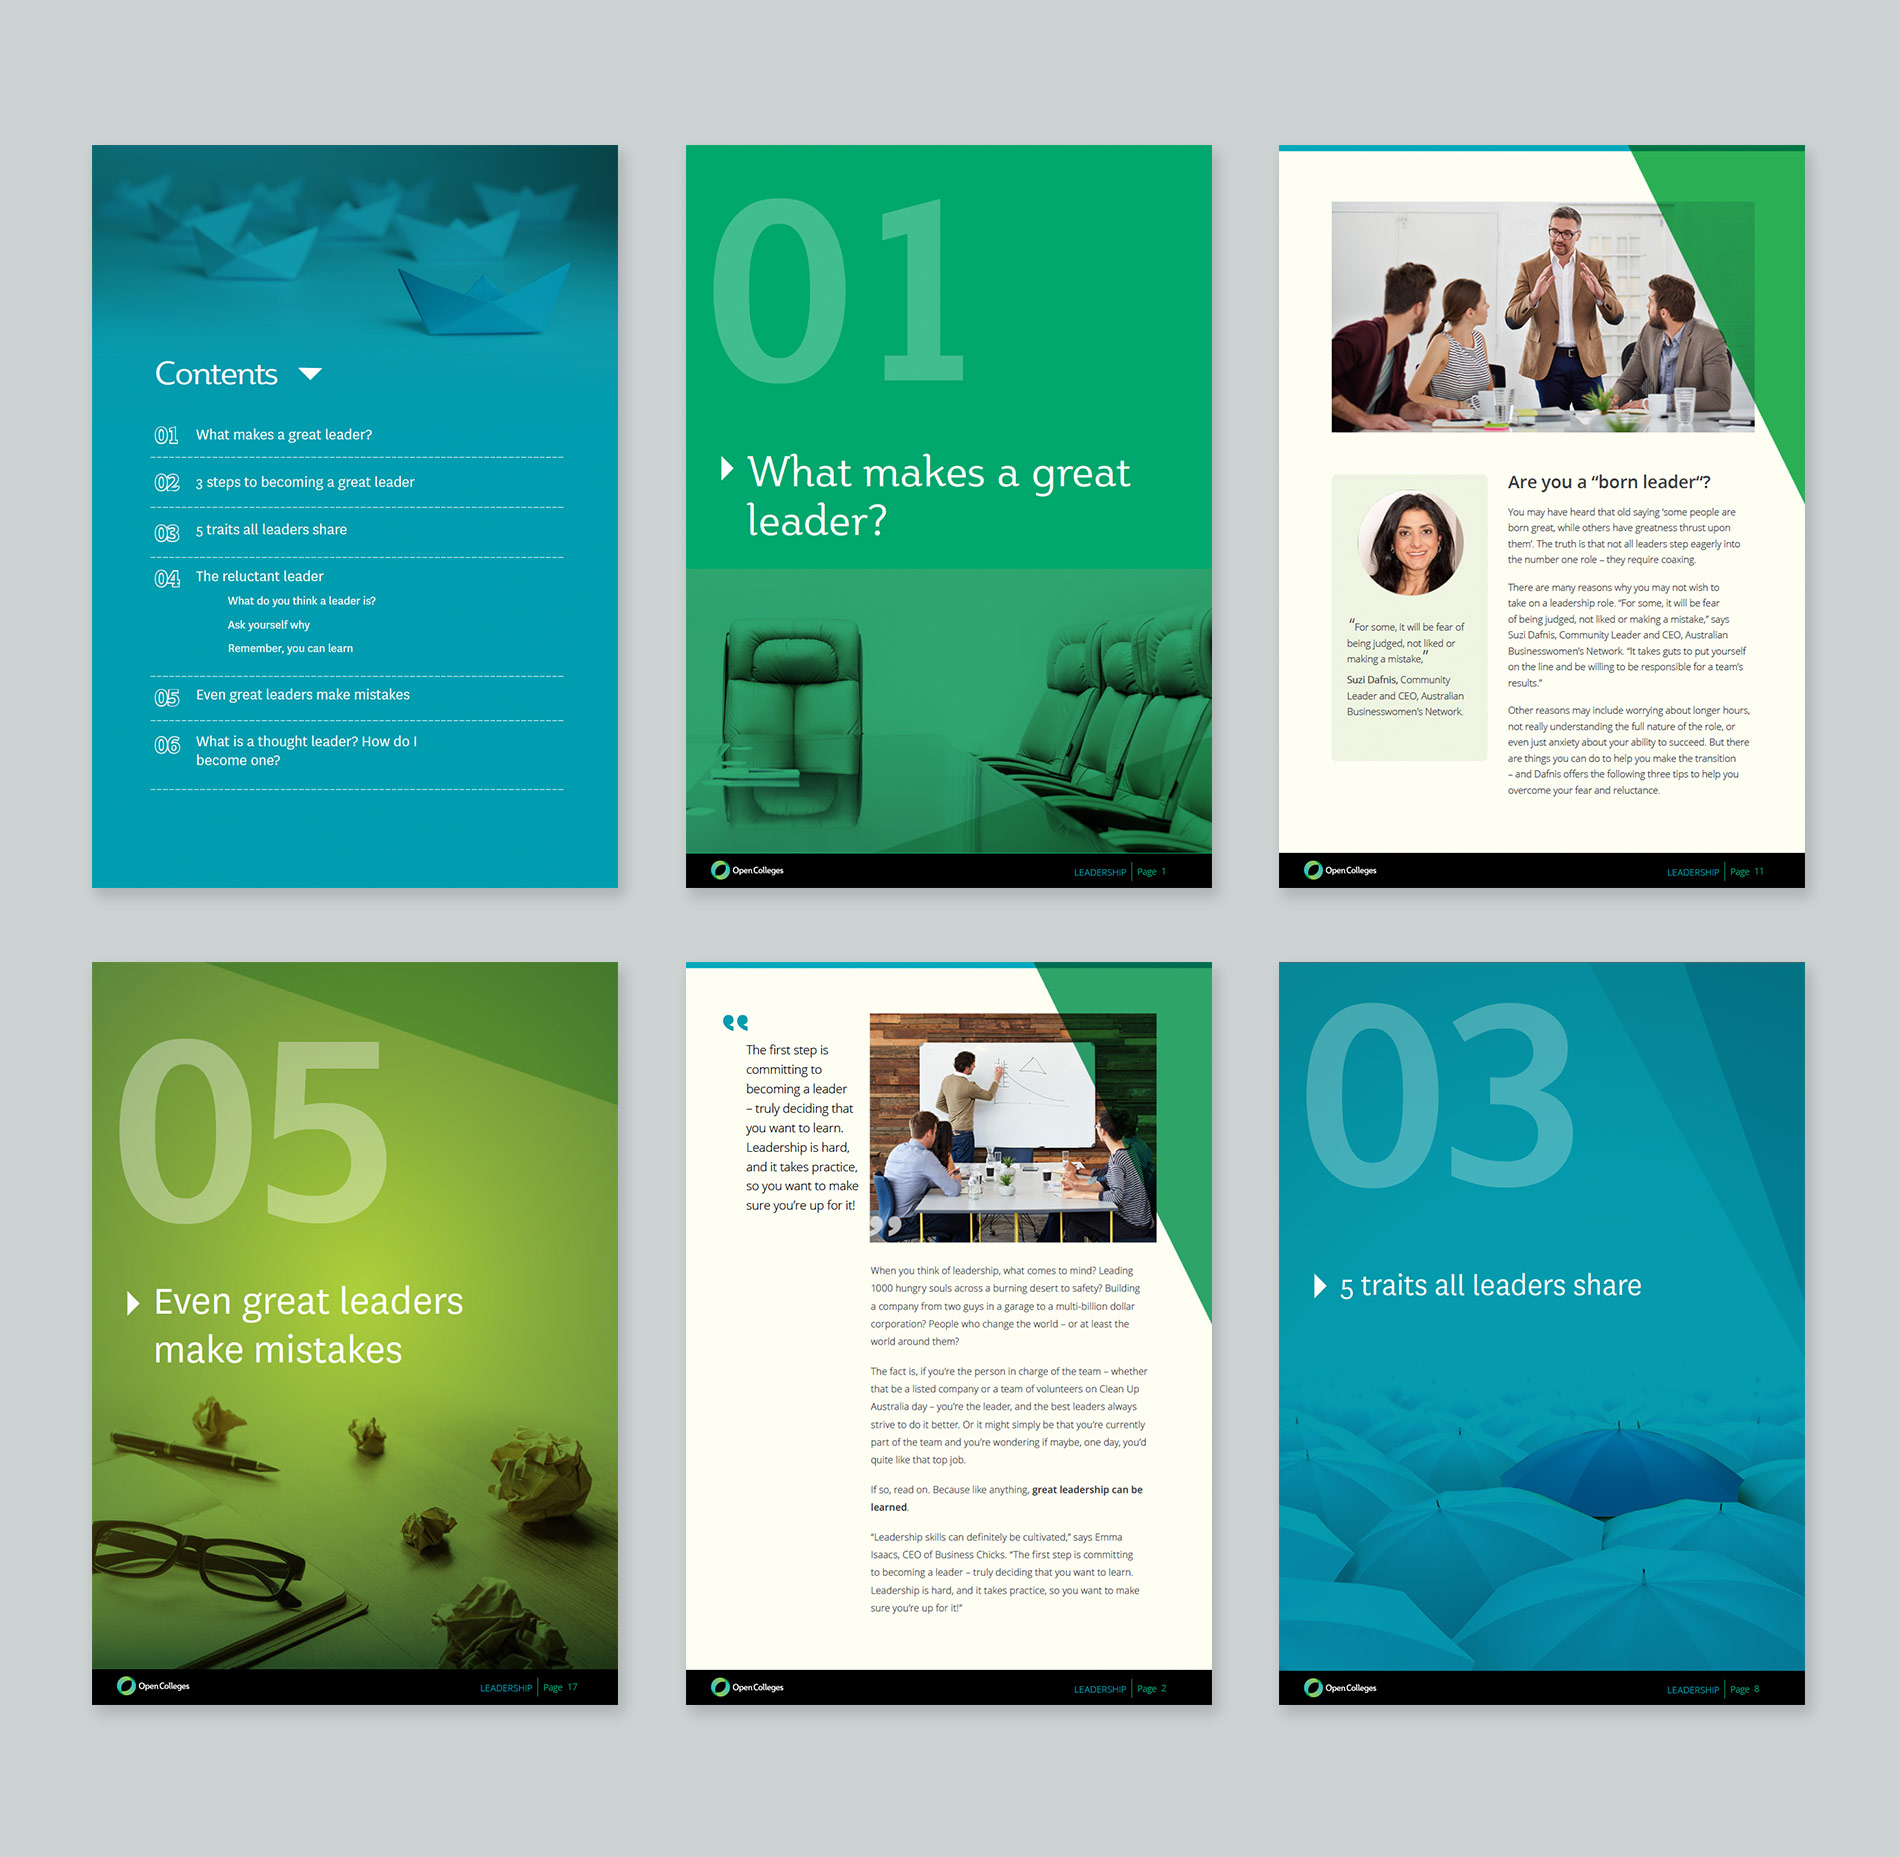 Contents
01 What makes a great leader?
02 3 steps to becoming a great leader
03 5 traits all leaders share
04 The reluctant leader
What do you think a leader is?
Ask yourself why
Remember, you can learn
05 Even great leaders make mistakes
06 What is a thought leader? How do I
become one?
01
What makes a great
leader?
Open Colleges
LEADERSHIP | Page 1
“For some, it will be fear of
being judged, not liked or
making a mistake,”
Suzi Dafnis, Community
Leader and CEO, Australian
Businesswomen's Network.
Are you a “born leader“?
You may have heard that old saying ‘some people are
born great, while others have greatness thrust upon
them’. The truth is that not all leaders step eagerly into
the number one role – they require coaxing.
There are many reasons why you may not wish to
take on a leadership role. “For some, it will be fear
of being judged, not liked or making a mistake,” says
Suzi Dafnis, Community Leader and CEO, Australian
Businesswomen’s Network. “It takes guts to put yourself
on the line and be willing to be responsible for a team’s
results.”
Other reasons may include worrying about longer hours,
not really understanding the full nature of the role, or
even just anxiety about your ability to succeed. But there
are things you can do to help you make the transition
– and Dafnis offers the following three tips to help you
overcome your fear and reluctance.
Open Colleges
LEADERSHIP | Page 11
05
Even great leaders
make mistakes
Open Colleges
LEADERSHIP | Page 17
“
The first step is
committing to
becoming a leader
– truly deciding that
you want to learn.
Leadership is hard,
and it takes practice,
so you want to make
sure you’re up for it!
”
When you think of leadership, what comes to mind? Leading
1000 hungry souls across a burning desert to safety? Building
a company from two guys in a garage to a multi-billion dollar
corporation? People who change the world – or at least the
world around them?
The fact is, if you’re the person in charge of the team – whether
that be a listed company or a team of volunteers on Clean Up
Australia day – you’re the leader, and the best leaders always
strive to do it better. Or it might simply be that you’re currently
part of the team and you’re wondering if maybe, one day, you’d
quite like that top job.
If so, read on. Because like anything, great leadership can be
learned.
“Leadership skills can definitely be cultivated,” says Emma
Isaacs, CEO of Business Chicks. “The first step is committing
to becoming a leader – truly deciding that you want to learn.
Leadership is hard, and it takes practice, so you want to make
sure you’re up for it!”
Open Colleges
LEADERSHIP | Page 2
03
5 traits all leaders share
Open Colleges
LEADERSHIP | Page 8